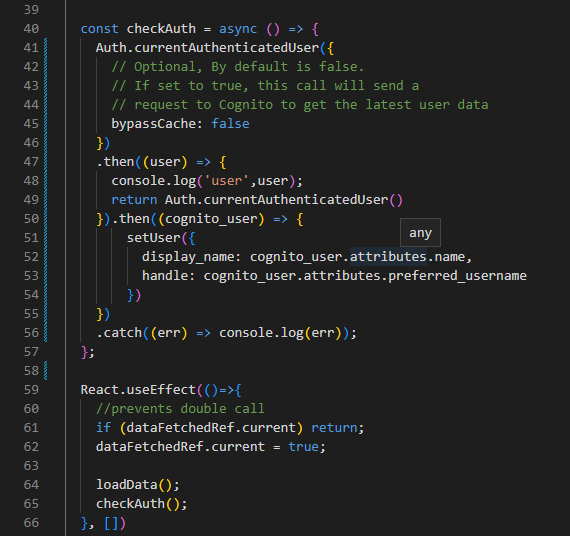 39
40 const checkAuth = async () => {
41 Auth.currentAuthenticatedUser({
42 // Optional, By default is false.
43 // If set to true, this call will send a
44 // request to Cognito to get the latest user data
45 bypassCache: false
46 })
47 .then((user) => {
48 console.log('user',user);
49 return Auth.currentAuthenticatedUser()
50 }).then((cognito_user) => {
51 setUser({
any
52 display_name: cognito_user.attributes.name,
53 handle: cognito_user.attributes.preferred_username
54 })
55 })
56 .catch((err) => console.log(err));
57 };
58
59 React.useEffect(()=>{
60 //prevents double call
61 if (dataFetchedRef.current) return;
62 dataFetchedRef.current = true;
63
64 loadData();
65 checkAuth();
66 }, [])